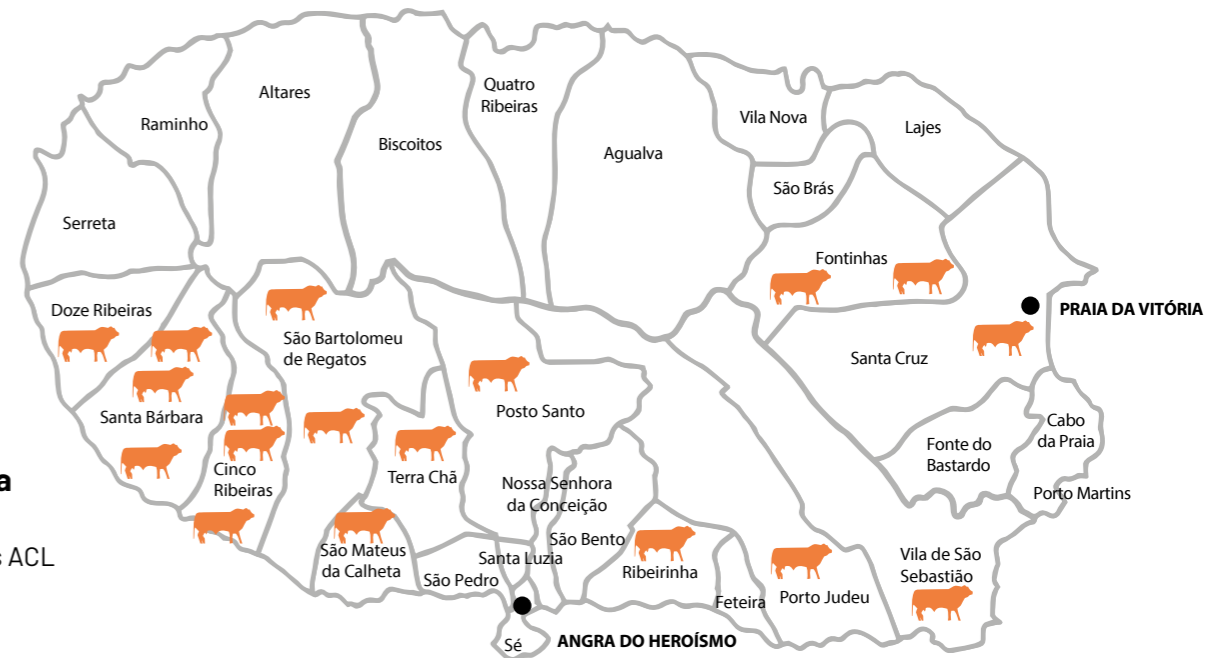 Quatro
Ribeiras
Altares
Raminho
Vila Nova
Lajes
Biscoitos
Agualva
São Brás
Serreta
Fontinhas
Doze Ribeiras
PRAIA DA VITÓRIA
São Bartolomeu
de Regatos
Santa Cruz
Posto Santo
Santa Bárbara
Cabo
da Praia
Fonte do
Bastardo
Cinco
Ribeiras
Terra Chã
Nossa Senhora
da Conceição
Porto Martins
a
s ACL
São Mateus
da Calheta
São Bento
Santa Luzia
São Pedro
Ribeirinha
Feteira
Porto Judeu
Vila de São
Sebastião
Sé
ANGRA DO HEROÍSMO